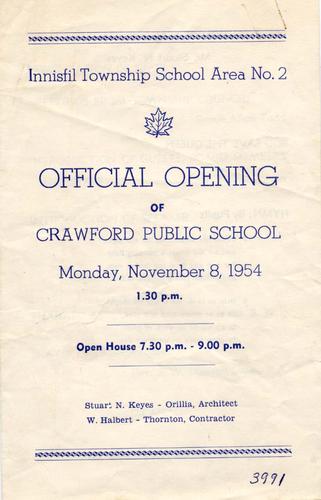 Innisfil Township School Area No. 2
OFFICIAL OPENING
OF
CRAWFORD PUBLIC SCHOOL
Monday, November 8, 1954
1.30 p.m.
Open House 7.30 p.m. - 9.00 p.m.
Stuart N. Keyes - Orillia, Architect
W. Halbert - Thornton, Contractor
3991